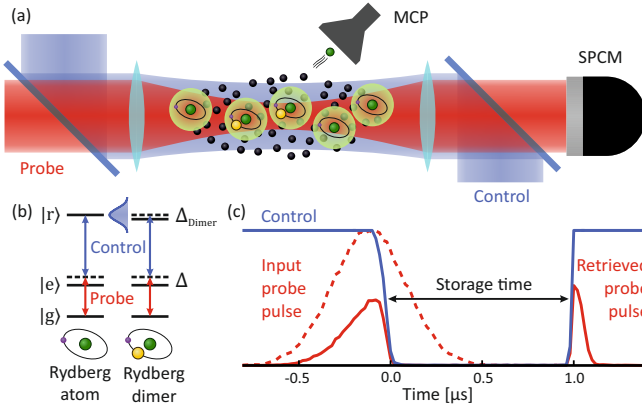 (a)
MCP
SPCM
Probe
Control
(b)
|r⟩
Δ_Dimer
Control
|e⟩
Δ
Probe
|g⟩
Rydberg atom
Rydberg dimer
(c)
Control
Input
probe
pulse
Storage time
Retrieved
probe
pulse
-0.5
0.0
0.5
1.0
Time [µs]